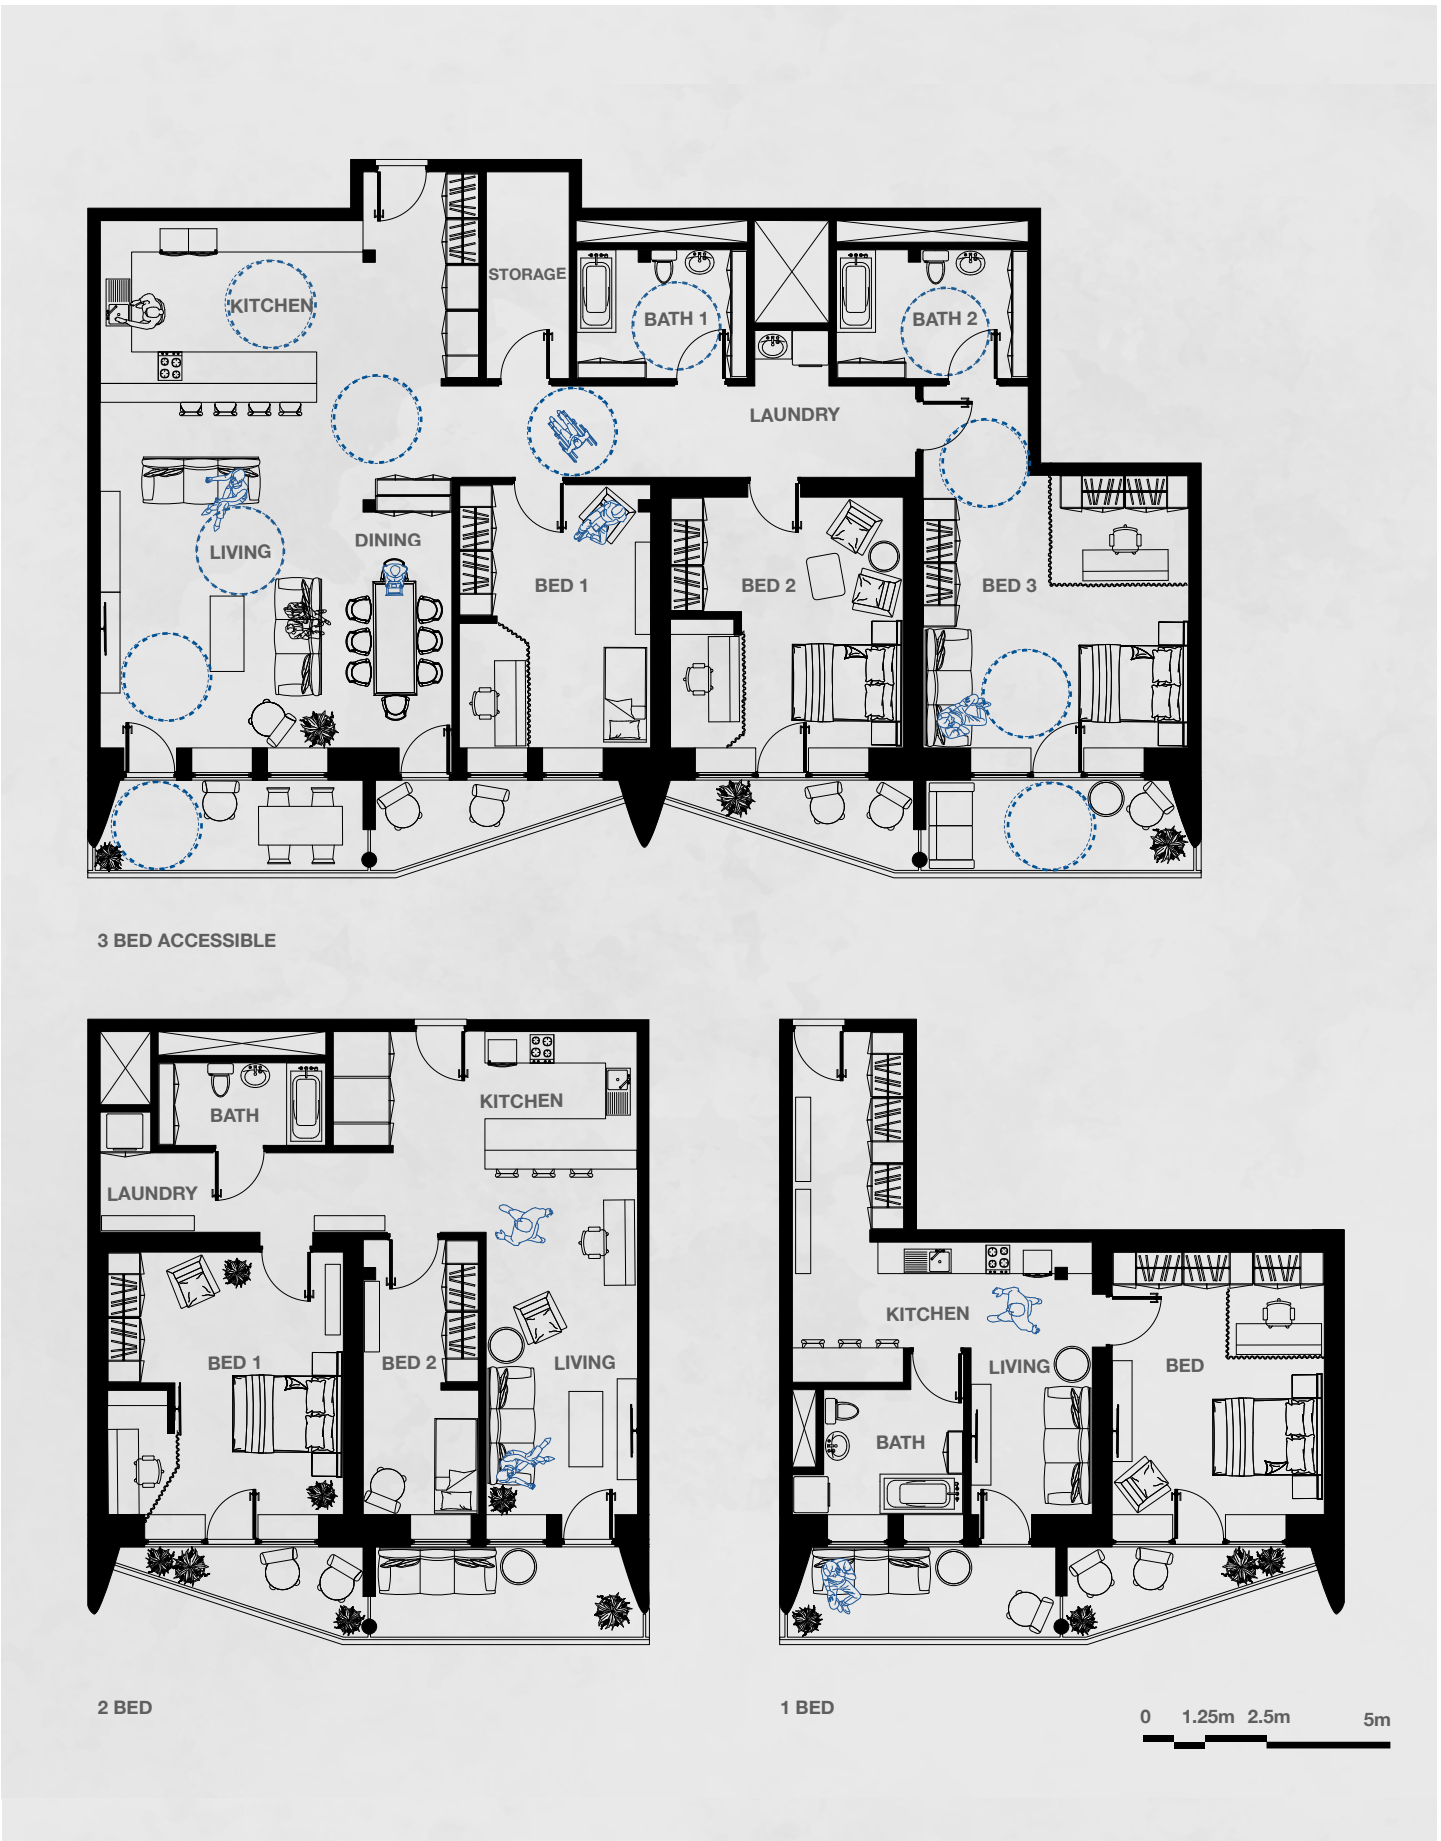 STORAGE
KITCHEN
BATH 1
BATH 2
LAUNDRY
LIVING
DINING
BED 1
BED 2
BED 3
3 BED ACCESSIBLE
BATH
KITCHEN
LAUNDRY
BED 1
BED 2
LIVING
KITCHEN
LIVING
BED
BATH
2 BED
1 BED
0 1.25m 2.5m 5m